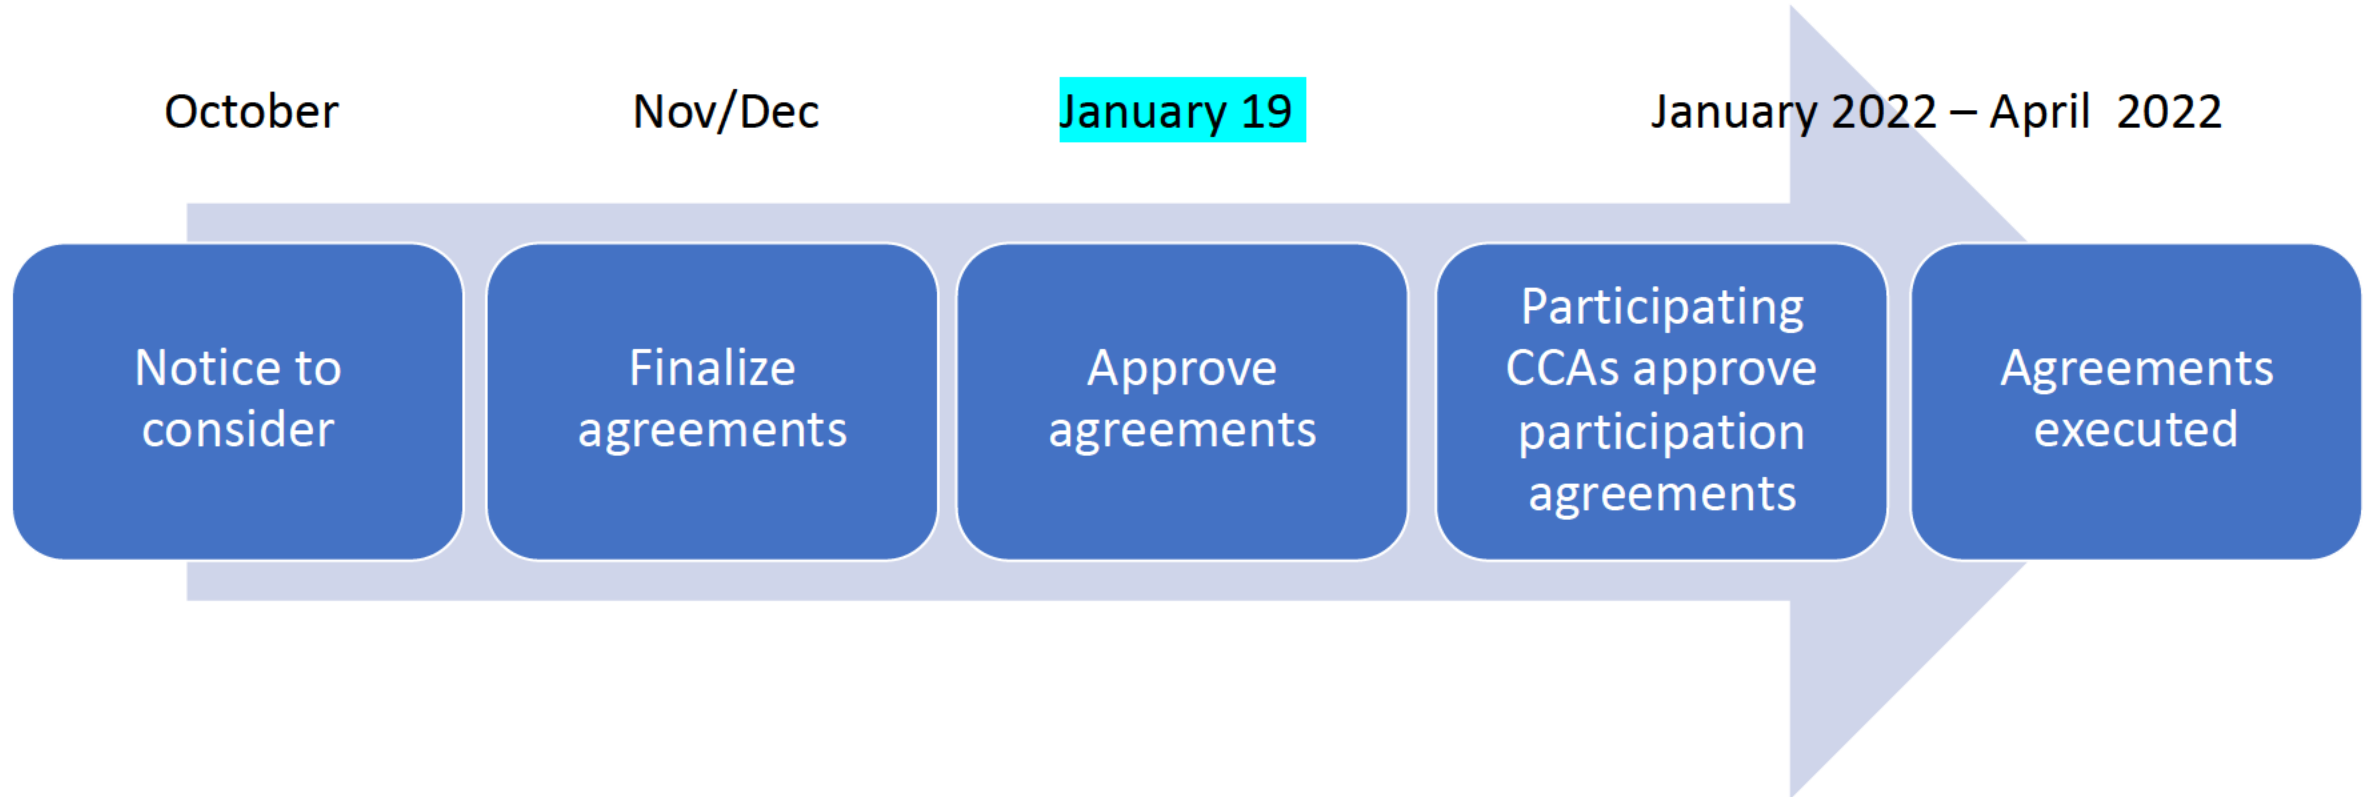 October
Nov/Dec
January 19
January 2022 – April 2022
Notice to
consider
Finalize
agreements
Approve
agreements
Participating
CCAs approve
participation
agreements
Agreements
executed